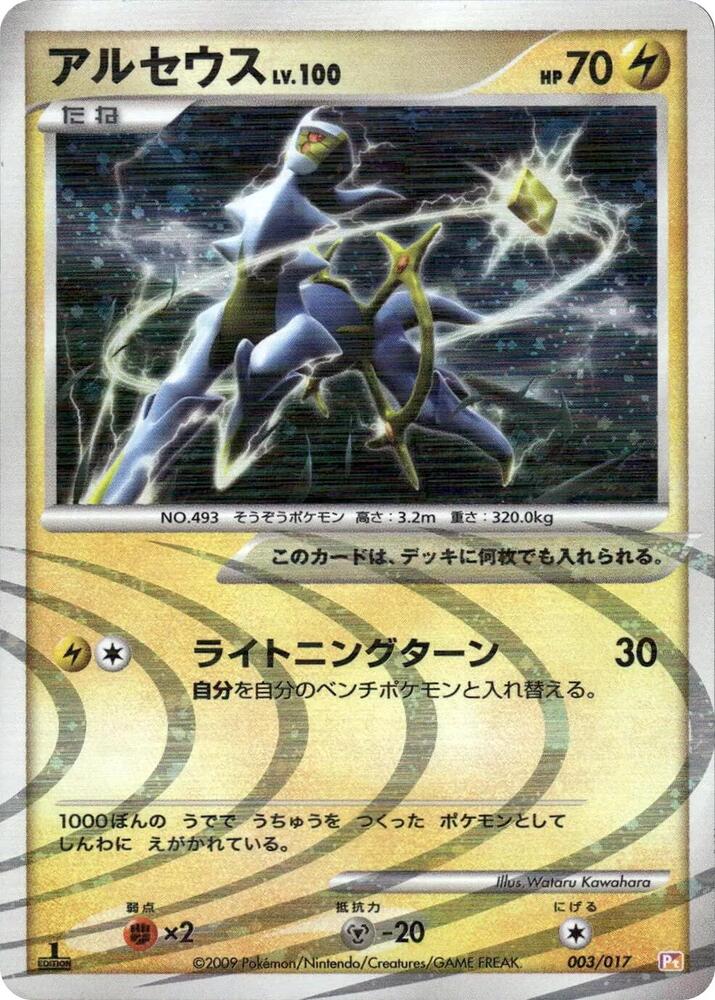 アルセウス LV.100 HP 70
たね
NO.493 そうぞうポケモン 高さ：3.2m 重さ：320.0kg
このカードは、デッキに何枚でも入れられる。
ライトニングターン 30
自分を自分のベンチポケモンと入れ替える。
1000ぽんの うでで うちゅうを つくった ポケモンとして
しんわに えがかれている。
Illus. Wataru Kawahara
弱点 抵抗力 にげる
×2 -20
1 EDITION ©2009 Pokémon/Nintendo/Creatures/GAME FREAK. 003/017 Pt